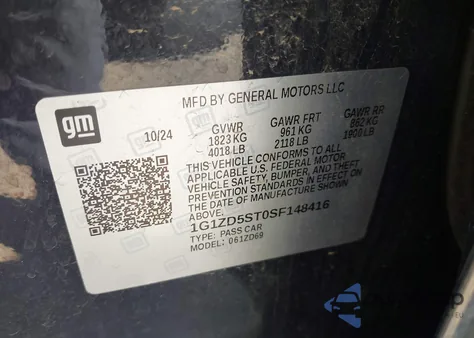 MFD BY GENERAL MOTORS LLC
gm
10/24
GVWR GAWR FRT GAWR RR
1823 KG 961 KG 862 KG
4018 LB 2118 LB 1900 LB
THIS VEHICLE CONFORMS TO ALL
APPLICABLE U.S. FEDERAL MOTOR
VEHICLE SAFETY, BUMPER, AND THEFT
PREVENTION STANDARDS IN EFFECT ON
THE DATE OF MANUFACTURE SHOWN
ABOVE.
1G1ZD5ST0SF148416
TYPE: PASS CAR
MODEL: 061ZD69